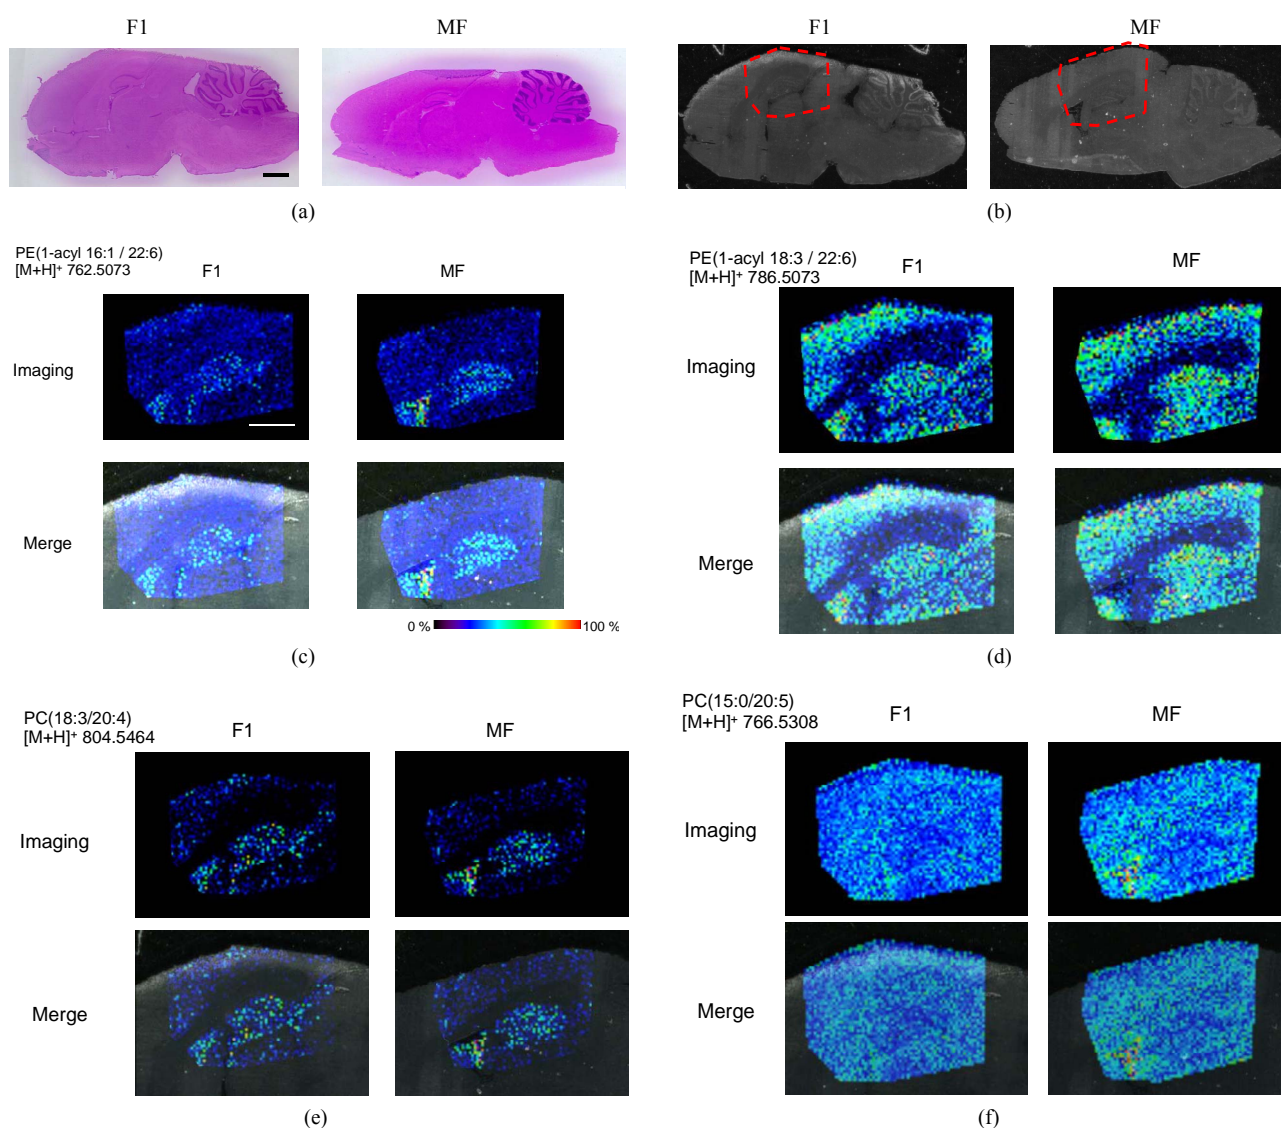 F1
MF
(a)
F1
MF
(b)
PE(1-acyl 16:1 / 22:6)
[M+H]+ 762.5073
F1
MF
Imaging
Merge
0 %
100 %
(c)
PE(1-acyl 18:3 / 22:6)
[M+H]+ 786.5073
F1
MF
Imaging
Merge
(d)
PC(18:3/20:4)
[M+H]+ 804.5464
F1
MF
Imaging
Merge
(e)
PC(15:0/20:5)
[M+H]+ 766.5308
F1
MF
Imaging
Merge
(f)